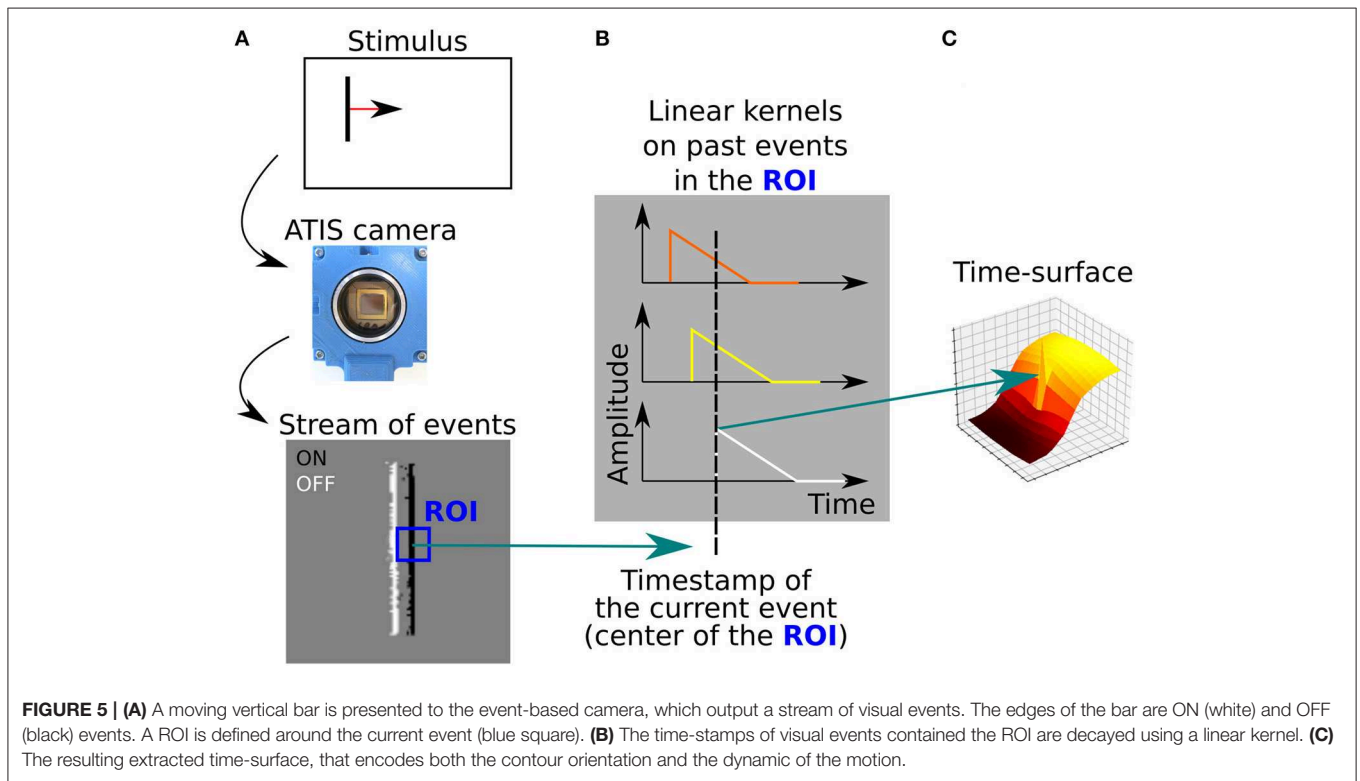 A
Stimulus
ATIS camera
Stream of events
ON
OFF
ROI
B
Linear kernels
on past events
in the ROI
Amplitude
Time
Timestamp of
the current event
(center of the ROI)
C
Time-surface
FIGURE 5 | (A) A moving vertical bar is presented to the event-based camera, which output a stream of visual events. The edges of the bar are ON (white) and OFF
(black) events. A ROI is defined around the current event (blue square). (B) The time-stamps of visual events contained the ROI are decayed using a linear kernel. (C)
The resulting extracted time-surface, that encodes both the contour orientation and the dynamic of the motion.